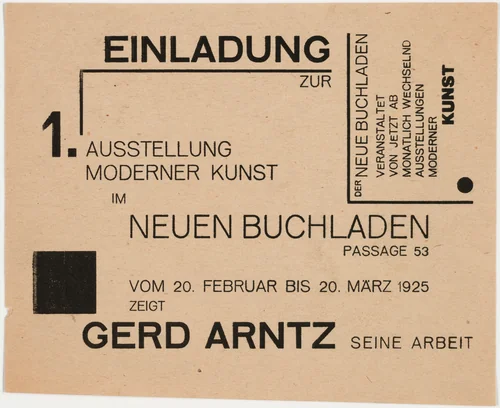 EINLADUNG
ZUR
1. AUSSTELLUNG
MODERNER KUNST
IM
NEUEN BUCHLADEN
PASSAGE 53
VOM 20. FEBRUAR BIS 20. MÄRZ 1925
ZEIGT
GERD ARNTZ SEINE ARBEIT
DER NEUE BUCHLADEN
VERANSTALTET
VON JETZT AB
MONATLICH WECHSELND
AUSSTELLUNGEN
MODERNER
KUNST